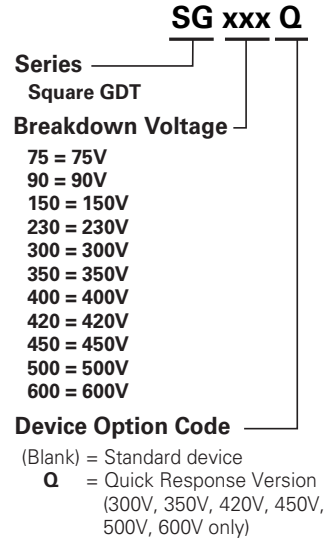 SG xxx Q
Series
Square GDT
Breakdown Voltage
75 = 75V
90 = 90V
150 = 150V
230 = 230V
300 = 300V
350 = 350V
400 = 400V
420 = 420V
450 = 450V
500 = 500V
600 = 600V
Device Option Code
(Blank) = Standard device
Q = Quick Response Version
(300V, 350V, 420V, 450V,
500V, 600V only)